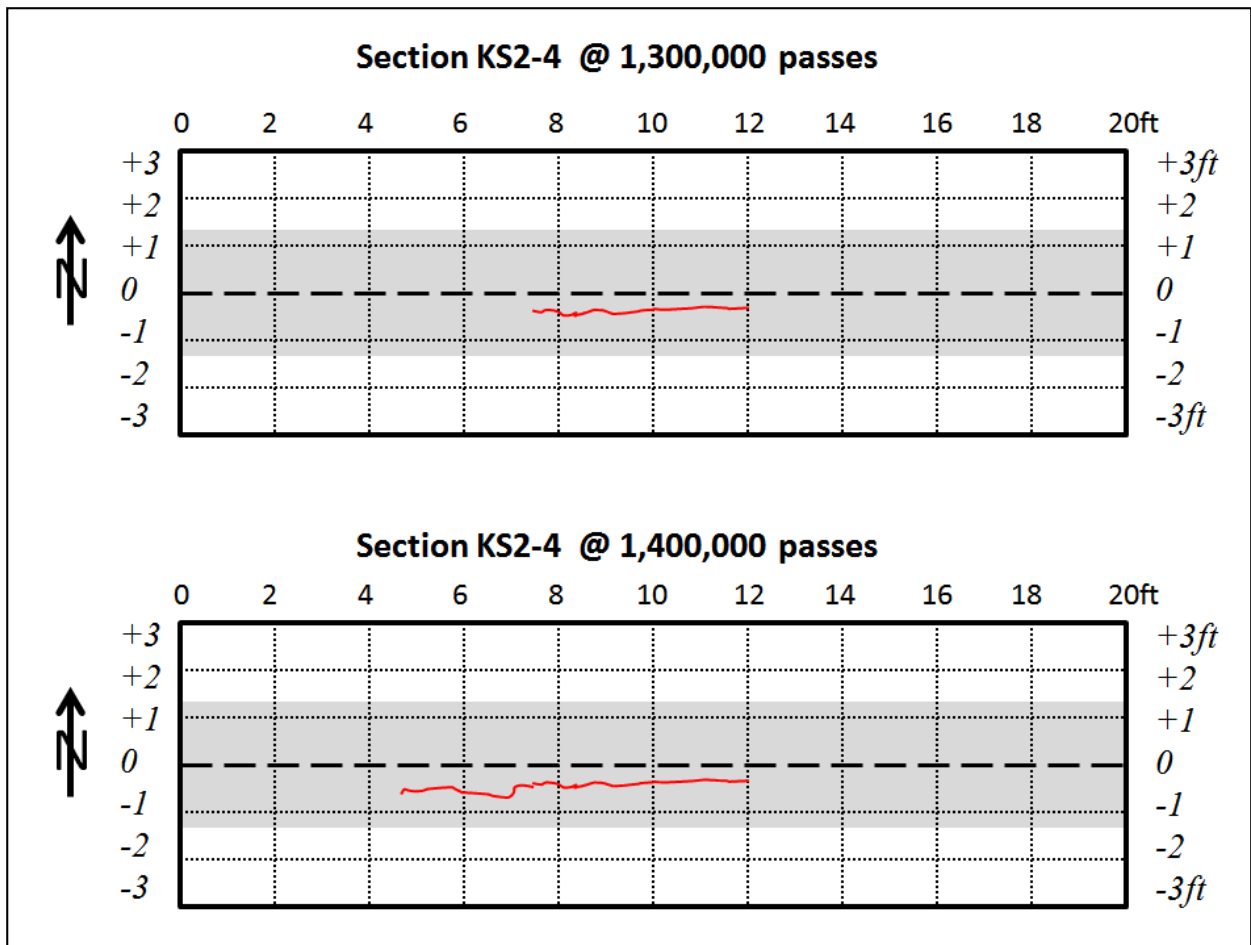 Section KS2-4 @ 1,300,000 passes
0 2 4 6 8 10 12 14 16 18 20ft
+3 +3ft
+2 +2
+1 +1
N
0 0
-1 -1
-2 -2
-3 -3ft
Section KS2-4 @ 1,400,000 passes
0 2 4 6 8 10 12 14 16 18 20ft
+3 +3ft
+2 +2
+1 +1
N
0 0
-1 -1
-2 -2
-3 -3ft